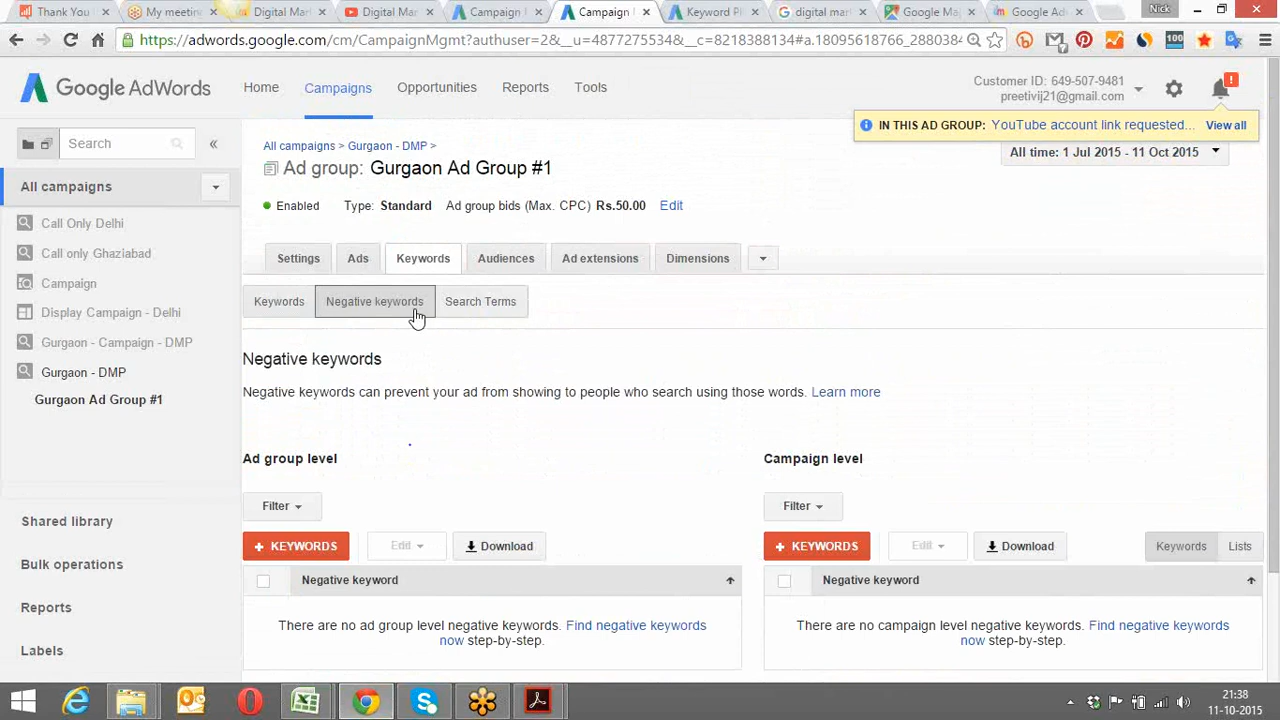 Thank You
My meeti
Digital Mar
Digital Mar
Campaign
Campaign
Keyword Pl
digital mar
Google Ma
Google Ad
Nick
https://adwords.google.com/cm/CampaignMgmt?authuser=2&__u=4877275534&__c=8218388134#a.18095618766_2880384
Google AdWords
Home
Campaigns
Opportunities
Reports
Tools
Customer ID: 649-507-9481
preetivij21@gmail.com
!
IN THIS AD GROUP: YouTube account link requested... View all
Search
«
All campaigns > Gurgaon - DMP >
All time: 1 Jul 2015 - 11 Oct 2015
Ad group: Gurgaon Ad Group #1
All campaigns
Enabled Type: Standard Ad group bids (Max. CPC) Rs.50.00 Edit
Call Only Delhi
Call only Ghaziabad
Campaign
Display Campaign - Delhi
Gurgaon - Campaign - DMP
Gurgaon - DMP
Gurgaon Ad Group #1
Settings
Ads
Keywords
Audiences
Ad extensions
Dimensions
Keywords
Negative keywords
Search Terms
Negative keywords
Negative keywords can prevent your ad from showing to people who search using those words. Learn more
Ad group level
Filter
+ KEYWORDS
Edit
Download
Negative keyword
There are no ad group level negative keywords. Find negative keywords
now step-by-step.
Campaign level
Filter
+ KEYWORDS
Edit
Download
Keywords
Lists
Negative keyword
There are no campaign level negative keywords. Find negative keywords
now step-by-step.
Shared library
Bulk operations
Reports
Labels
21:38
11-10-2015